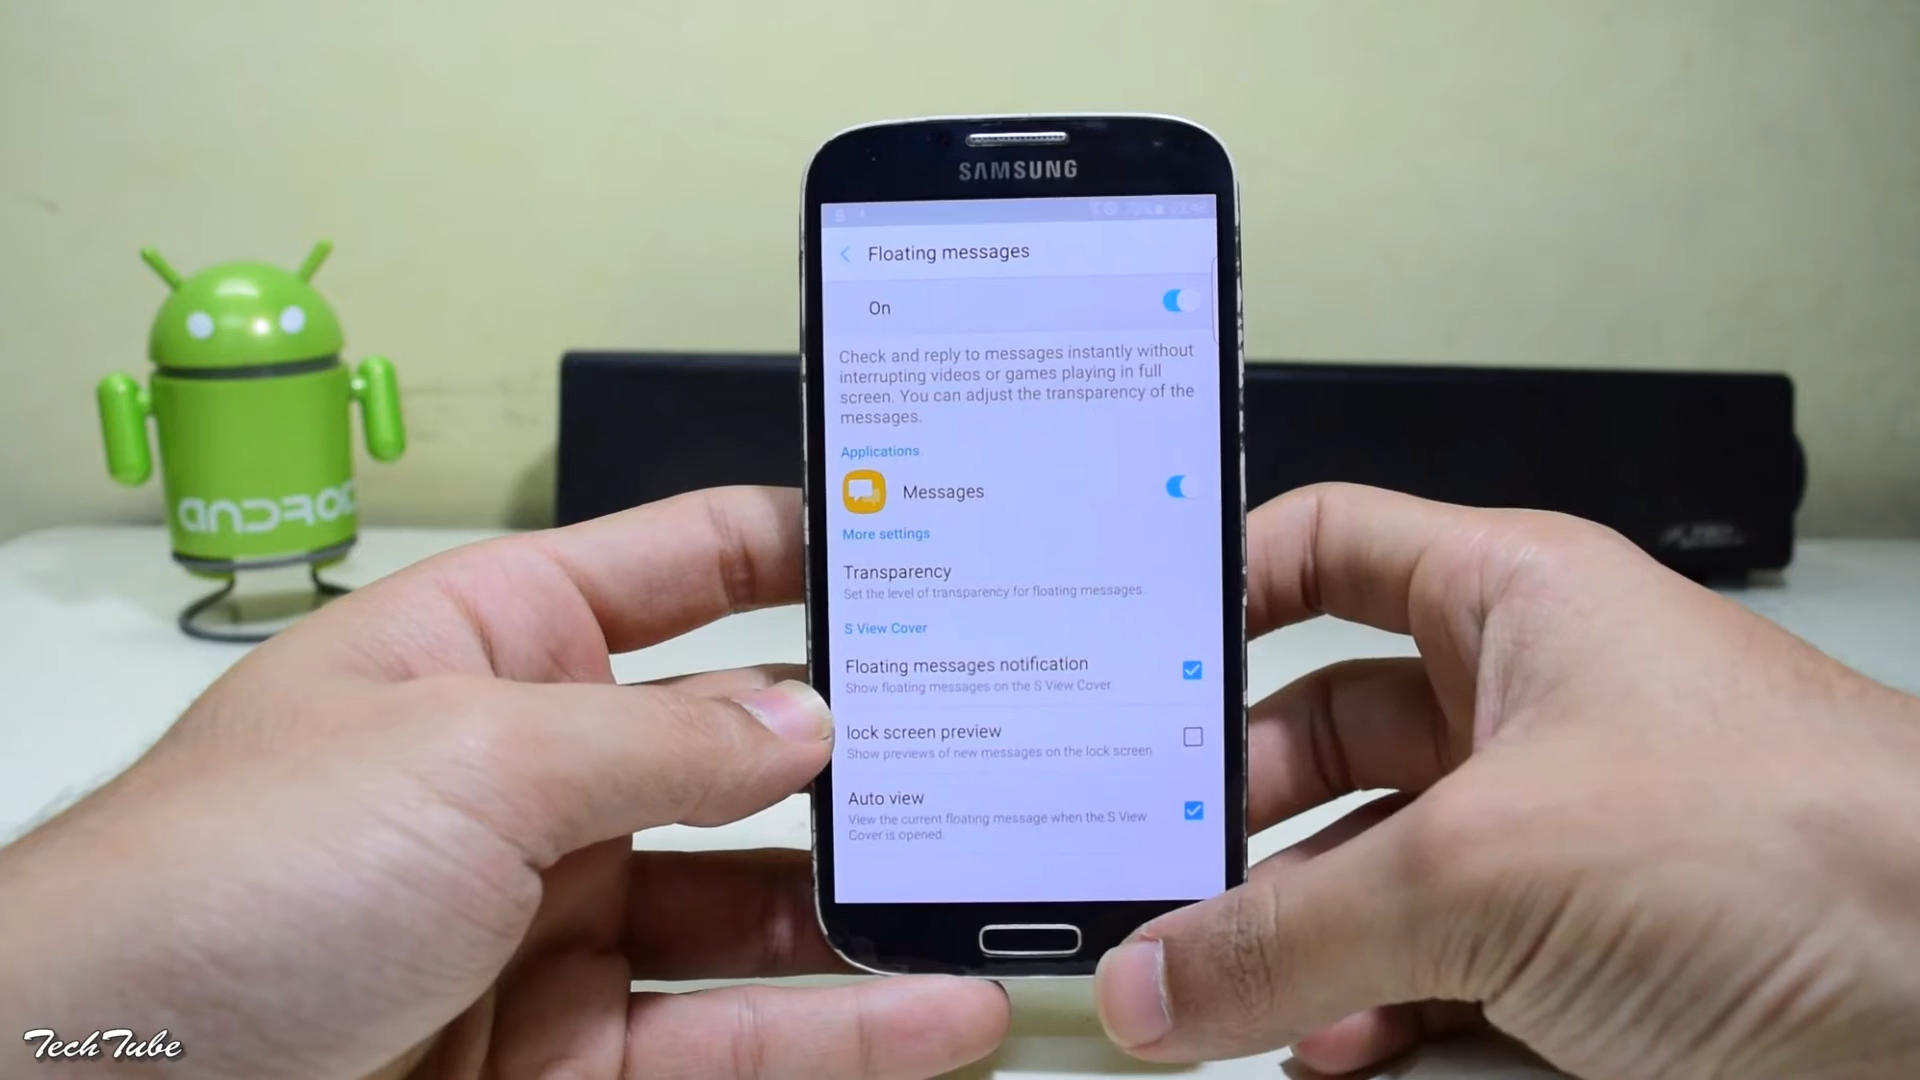 SAMSUNG
Floating messages
On
Check and reply to messages instantly without
interrupting videos or games playing in full
screen. You can adjust the transparency of the
messages.
Applications
Messages
More settings
Transparency
Set the level of transparency for floating messages.
S View Cover
Floating messages notification
Show floating messages on the S View Cover.
lock screen preview
Show previews of new messages on the lock screen
Auto view
View the current floating message when the S View
Cover is opened.
ANDROID
TechTube